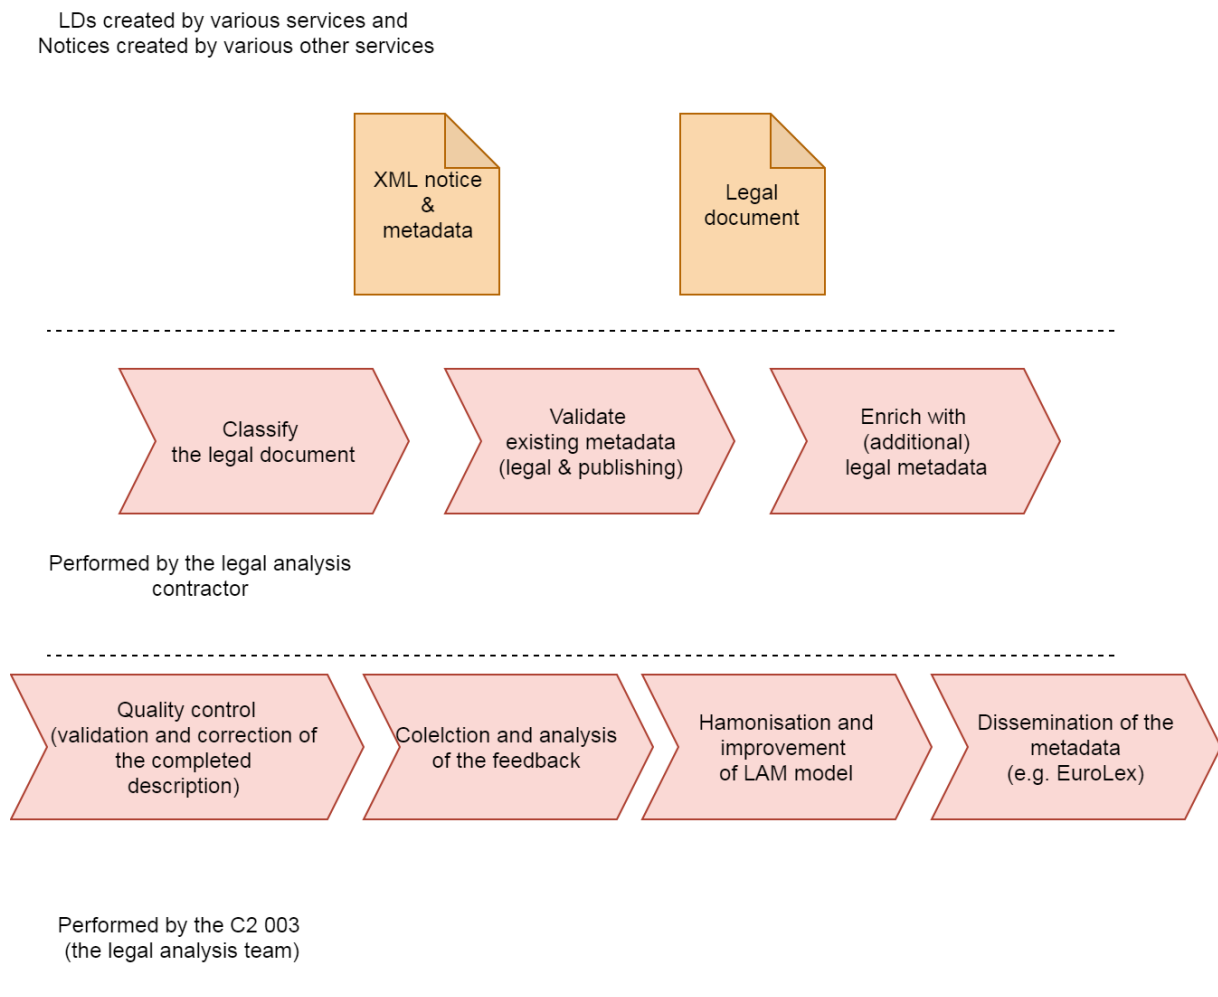 LDs created by various services and
Notices created by various other services
XML notice
&
metadata
Legal
document
Classify
the legal document
Validate
existing metadata
(legal & publishing)
Enrich with
(additional)
legal metadata
Performed by the legal analysis
contractor
Quality control
(validation and correction of
the completed
description)
Colelction and analysis
of the feedback
Hamonisation and
improvement
of LAM model
Dissemination of the
metadata
(e.g. EuroLex)
Performed by the C2 003
(the legal analysis team)